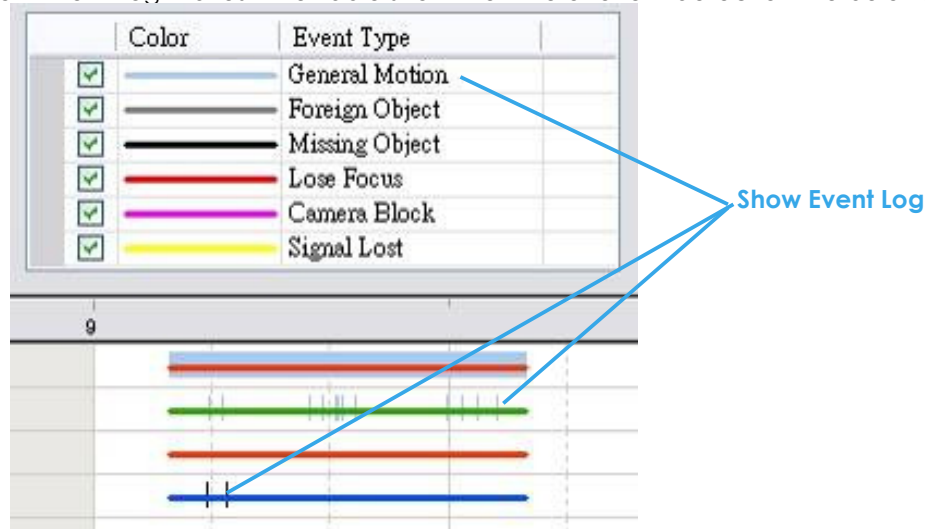 Color Event Type
General Motion
Foreign Object
Missing Object
Lose Focus
Camera Block
Signal Lost
Show Event Log
9